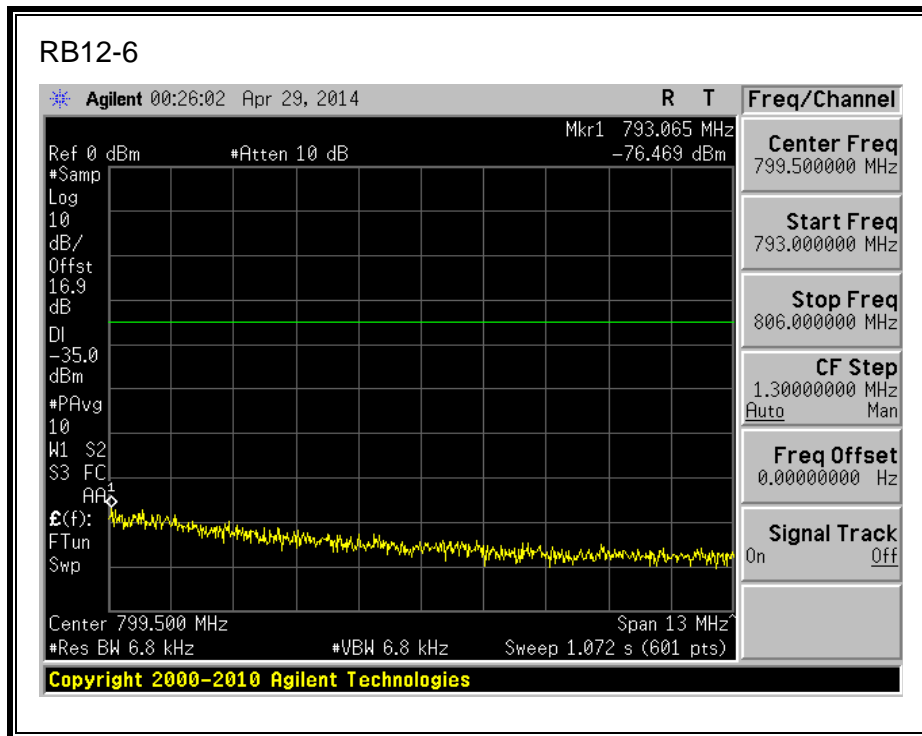 RB12-6
Agilent 00:26:02 Apr 29, 2014 R T
Mkr1 793.065 MHz
Ref 0 dBm #Atten 10 dB -76.469 dBm
#Samp
Log
10
dB/
Offst
16.9
dB
DI
-35.0
dBm
#PAvg
10
W1 S2
S3 FC
AA
1
£(f):
FTun
Swp
Center 799.500 MHz Span 13 MHz^
#Res BW 6.8 kHz #VBW 6.8 kHz Sweep 1.072 s (601 pts)
Copyright 2000-2010 Agilent Technologies
Freq/Channel
Center Freq
799.500000 MHz
Start Freq
793.000000 MHz
Stop Freq
806.000000 MHz
CF Step
1.30000000 MHz
Auto Man
Freq Offset
0.00000000 Hz
Signal Track
On Off